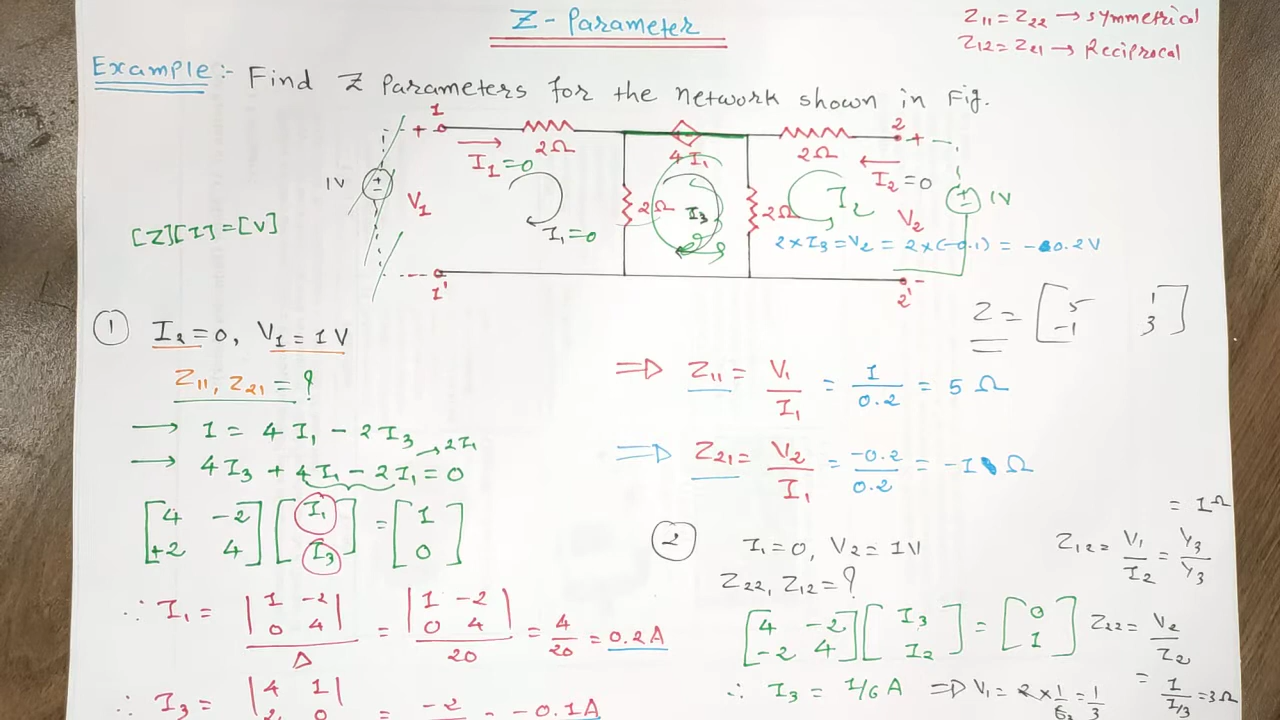 Z - Parameter
Z11 = Z22 → Symmetrical
Z12 = Z21 → Reciprocal
Example :- Find Z Parameters for the network shown in Fig.
1
2
+
+
2Ω
4I1
2Ω
I1=0
I2=0
1V
V1
2Ω
I3
2Ω
I2
V2
1V
[Z][I]=[V]
I1=0
2×I3=V2 = 2×(-0.1) = -0.2V
1'
2'
-
Z = [5 1
-1 3]
① I2=0, V1=1V
Z11, Z21 = ?
→ 1 = 4I1 - 2I3
→ 2I1
→ 4I3 + 4I1 - 2I1 = 0
[4 -2
+2 4] [I1
I3] = [1
0]
∴ I1 = |1 -2
0 4| / Δ = |1 -2
0 4| / 20 = 4/20 = 0.2A
∴ I3 = |4 1
2 0| = -2 = -0.1A
⇒ Z11 = V1/I1 = 1/0.2 = 5 Ω
⇒ Z21 = V2/I1 = -0.2/0.2 = -1 Ω
② I1=0, V2=1V
Z22, Z12 = ?
[4 -2
-2 4] [I3
I2] = [0
1]
∴ I3 = 1/6 A ⇒ V1 = 2×1/6 = 1/3
= 1Ω
Z12 = V1/I2 = Y3/Y3
Z22 = V2/I2
= 1/(1/3) = 3Ω